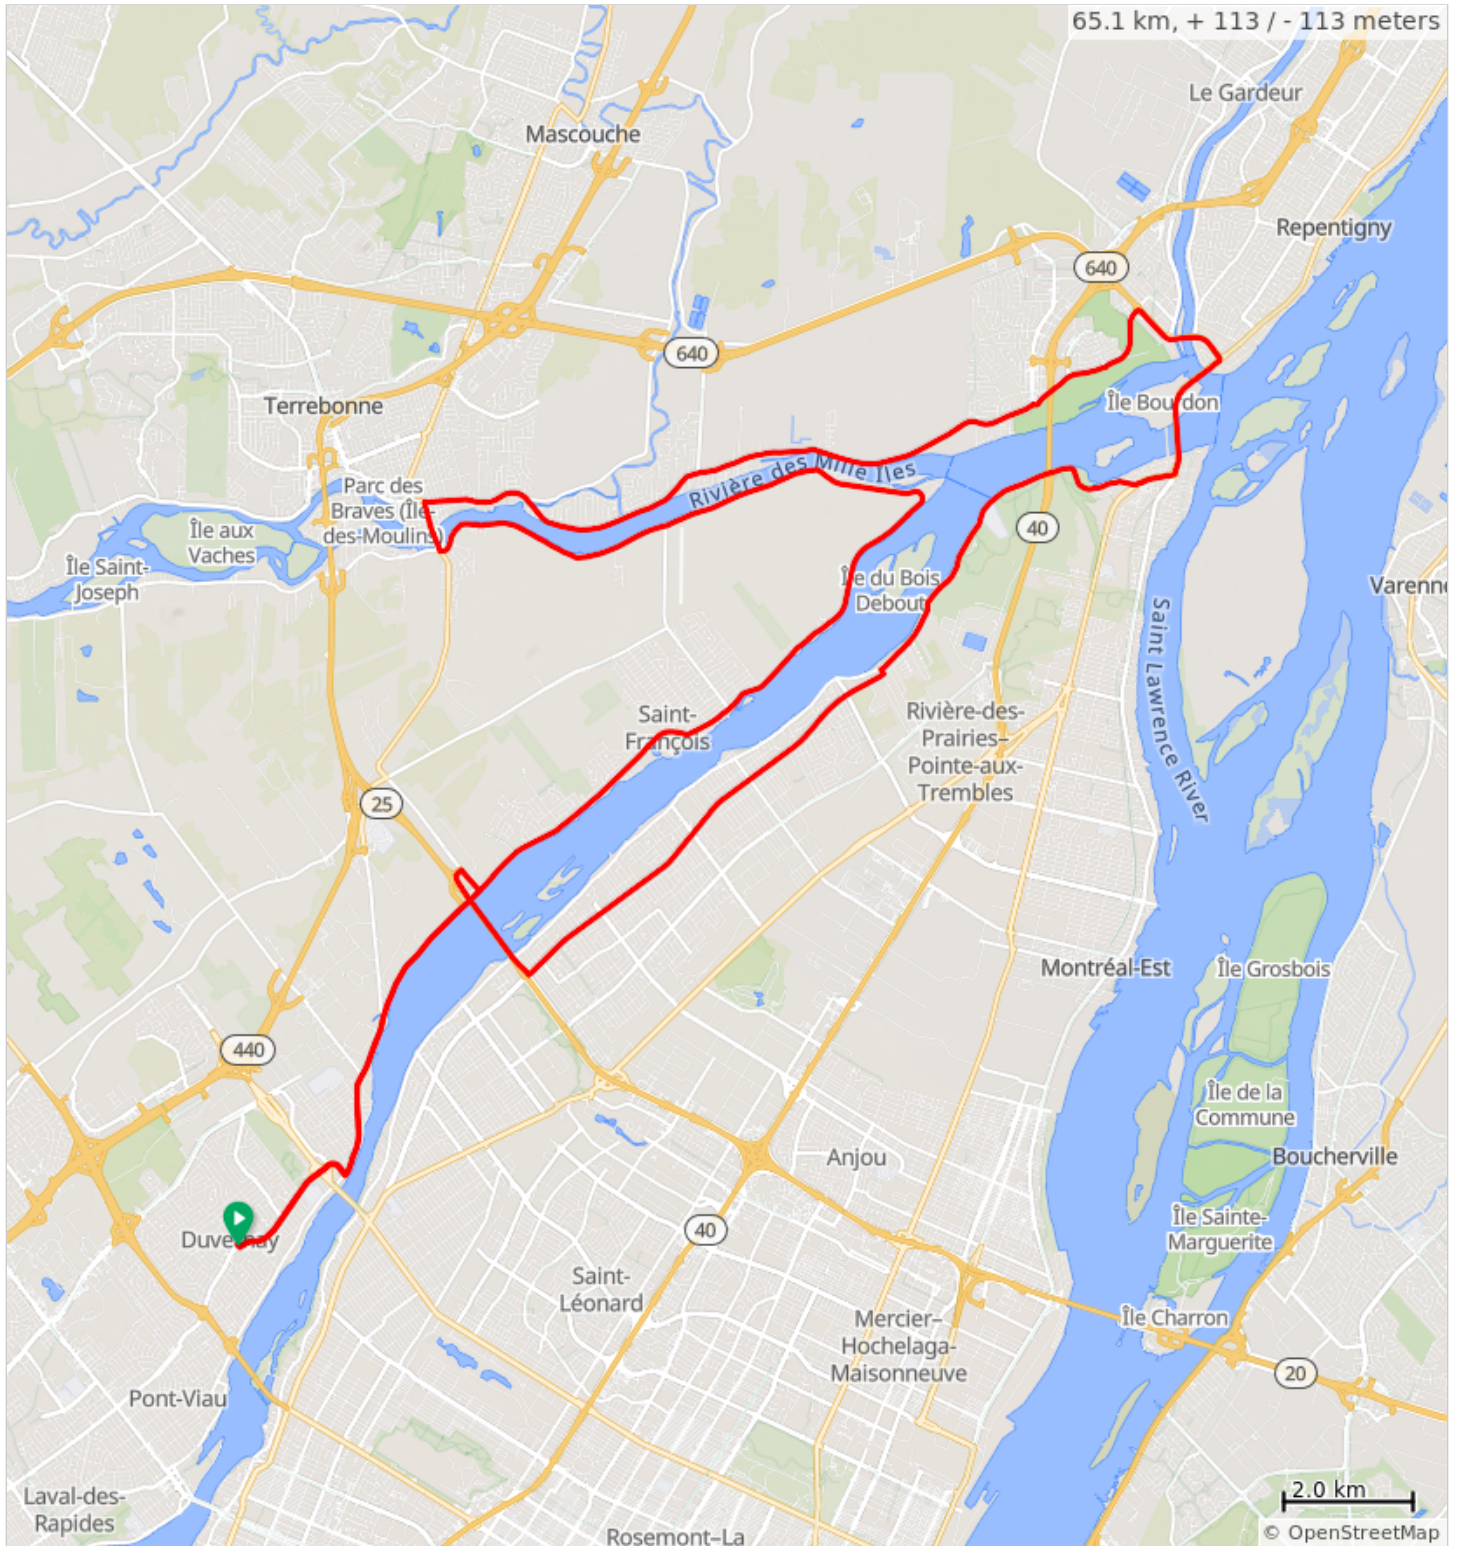 65.1 km, + 113 / - 113 meters
Le Gardeur
Mascouche
Repentigny
640
640
Terrebonne
Île Bourdon
Rivière des Mille Îles
Parc des
Braves (Île-
des-Moulins)
Île aux
Vaches
40
Île Saint-
Joseph
Île du Bois
Debout
Varenne
Saint Lawrence River
Saint-
François
Rivière-des-
Prairies–
Pointe-aux-
Trembles
25
Montréal-Est
Île Grosbois
440
Île de la
Commune
Anjou
Boucherville
Île Sainte-
Marguerite
40
Duvernay
Saint-
Léonard
Île Charron
Mercier–
Hochelaga-
Maisonneuve
20
Pont-Viau
Laval-des-
Rapides
2.0 km
Rosemont–La
© OpenStreetMap